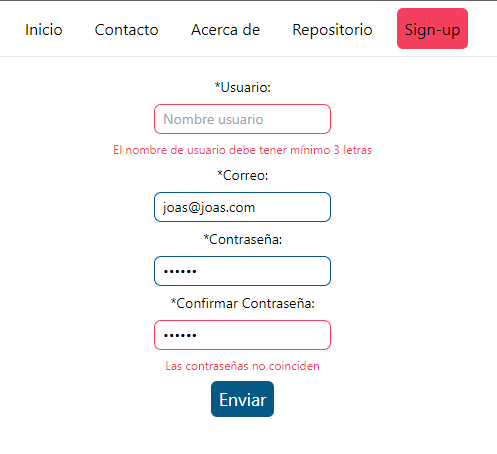 Inicio Contacto Acerca de Repositorio Sign-up
*Usuario:
Nombre usuario
El nombre de usuario debe tener mínimo 3 letras
*Correo:
joas@joas.com
*Contraseña:
••••••
*Confirmar Contraseña:
••••••
Las contraseñas no coinciden
Enviar